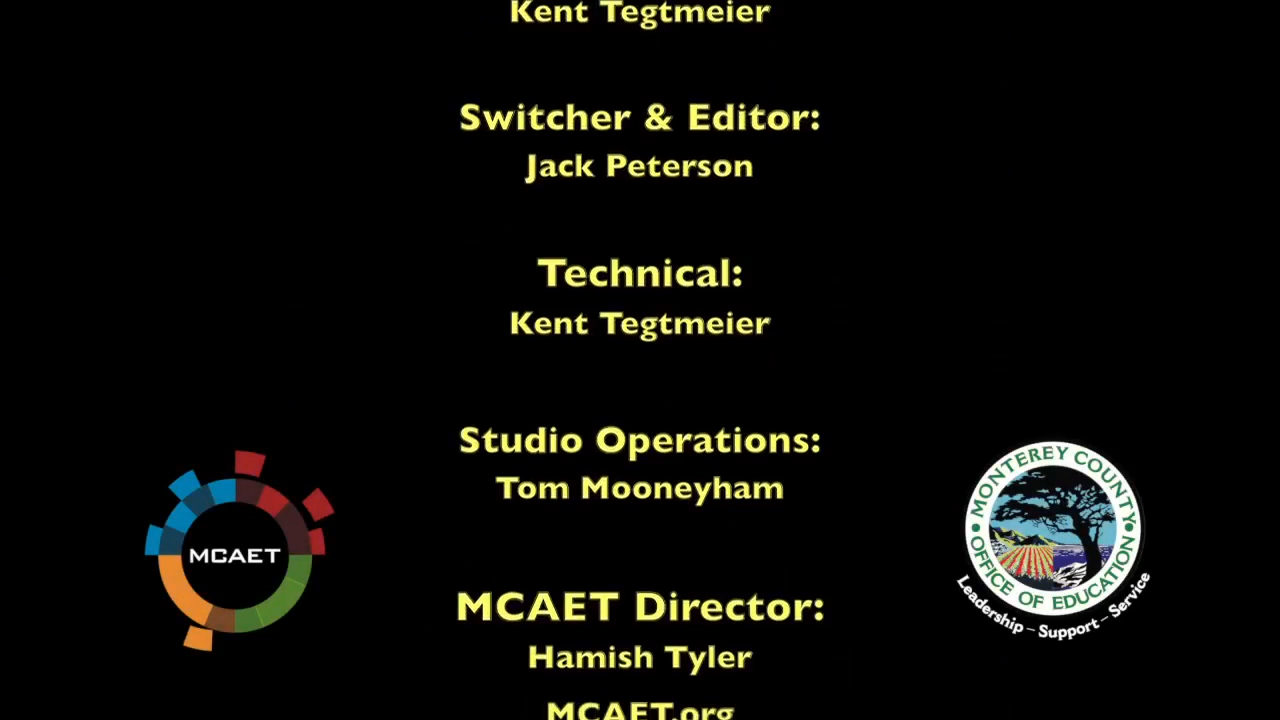 Kent Tegtmeier
Switcher & Editor:
Jack Peterson
Technical:
Kent Tegtmeier
Studio Operations:
Tom Mooneyham
MCAET
MONTEREY COUNTY
OFFICE OF EDUCATION
Leadership – Support – Service
MCAET Director:
Hamish Tyler
MCAET.org